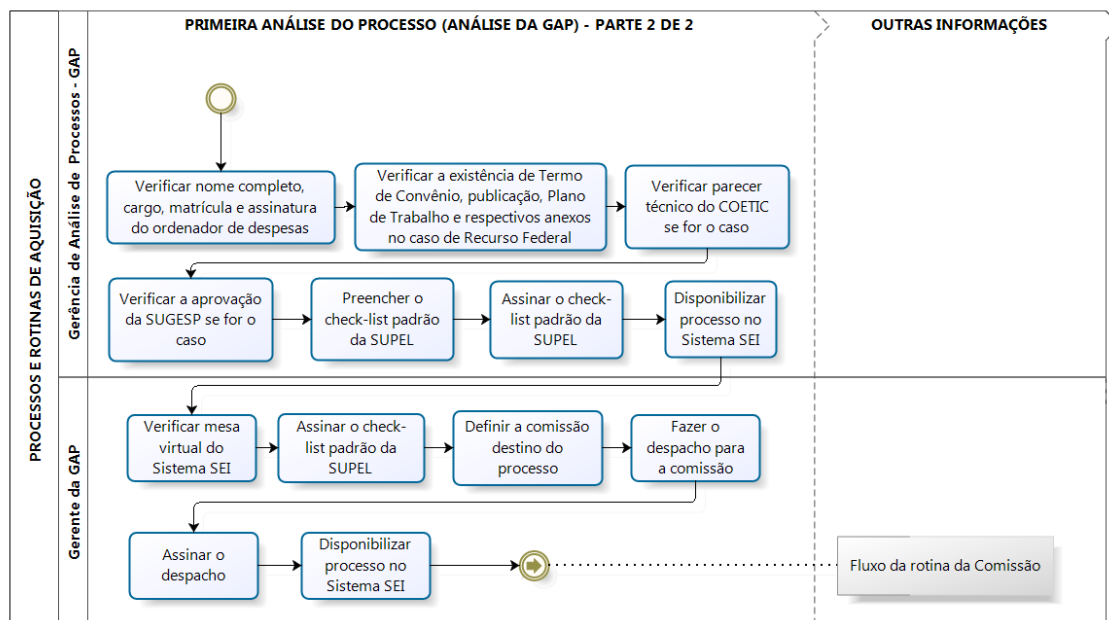 PRIMEIRA ANÁLISE DO PROCESSO (ANÁLISE DA GAP) - PARTE 2 DE 2
OUTRAS INFORMAÇÕES
PROCESSOS E ROTINAS DE AQUISIÇÃO
Gerência de Análise de Processos - GAP
Verificar nome completo,
cargo, matrícula e assinatura
do ordenador de despesas
Verificar a existência de Termo
de Convênio, publicação, Plano
de Trabalho e respectivos anexos
no caso de Recurso Federal
Verificar parecer
técnico do COETIC
se for o caso
Verificar a aprovação
da SUGESP se for o
caso
Preencher o
check-list padrão
da SUPEL
Assinar o check-
list padrão da
SUPEL
Disponibilizar
processo no
Sistema SEI
Gerente da GAP
Verificar mesa
virtual do
Sistema SEI
Assinar o check-
list padrão da
SUPEL
Definir a comissão
destino do
processo
Fazer o
despacho para
a comissão
Assinar o
despacho
Disponibilizar
processo no
Sistema SEI
Fluxo da rotina da Comissão